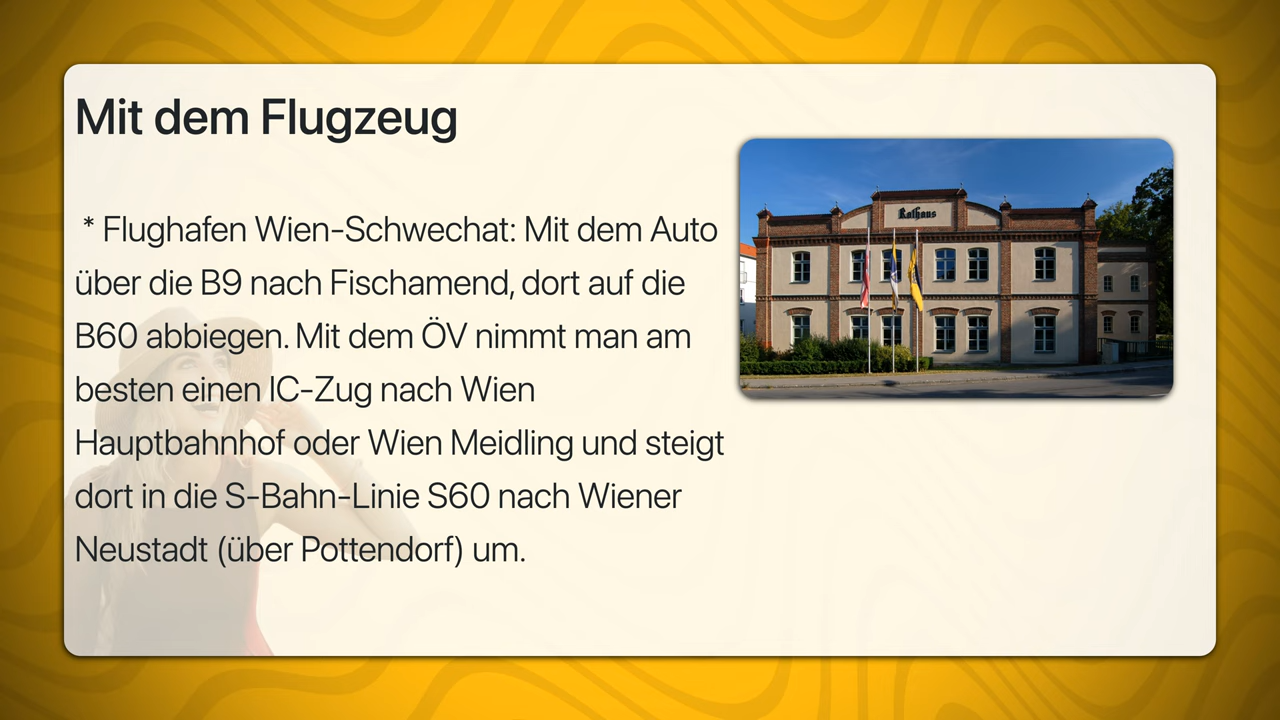 Mit dem Flugzeug
* Flughafen Wien-Schwechat: Mit dem Auto
über die B9 nach Fischamend, dort auf die
B60 abbiegen. Mit dem ÖV nimmt man am
besten einen IC-Zug nach Wien
Hauptbahnhof oder Wien Meidling und steigt
dort in die S-Bahn-Linie S60 nach Wiener
Neustadt (über Pottendorf) um.
Rathaus